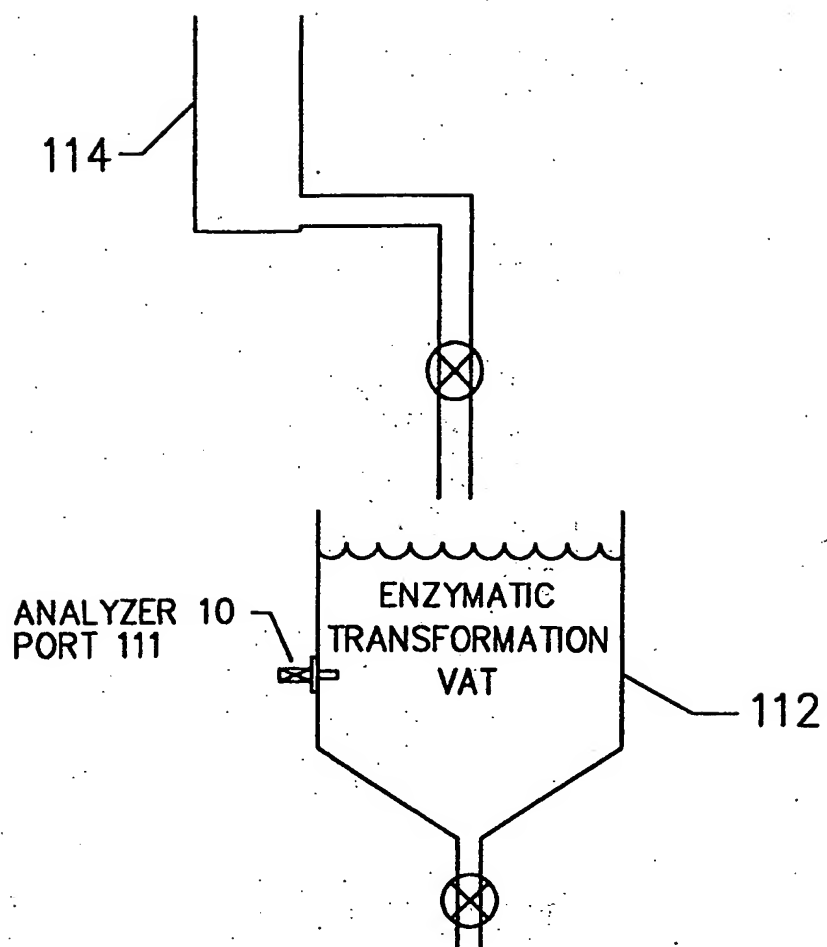 114
ENZYMATIC
TRANSFORMATION
VAT
ANALYZER 10
PORT 111
112